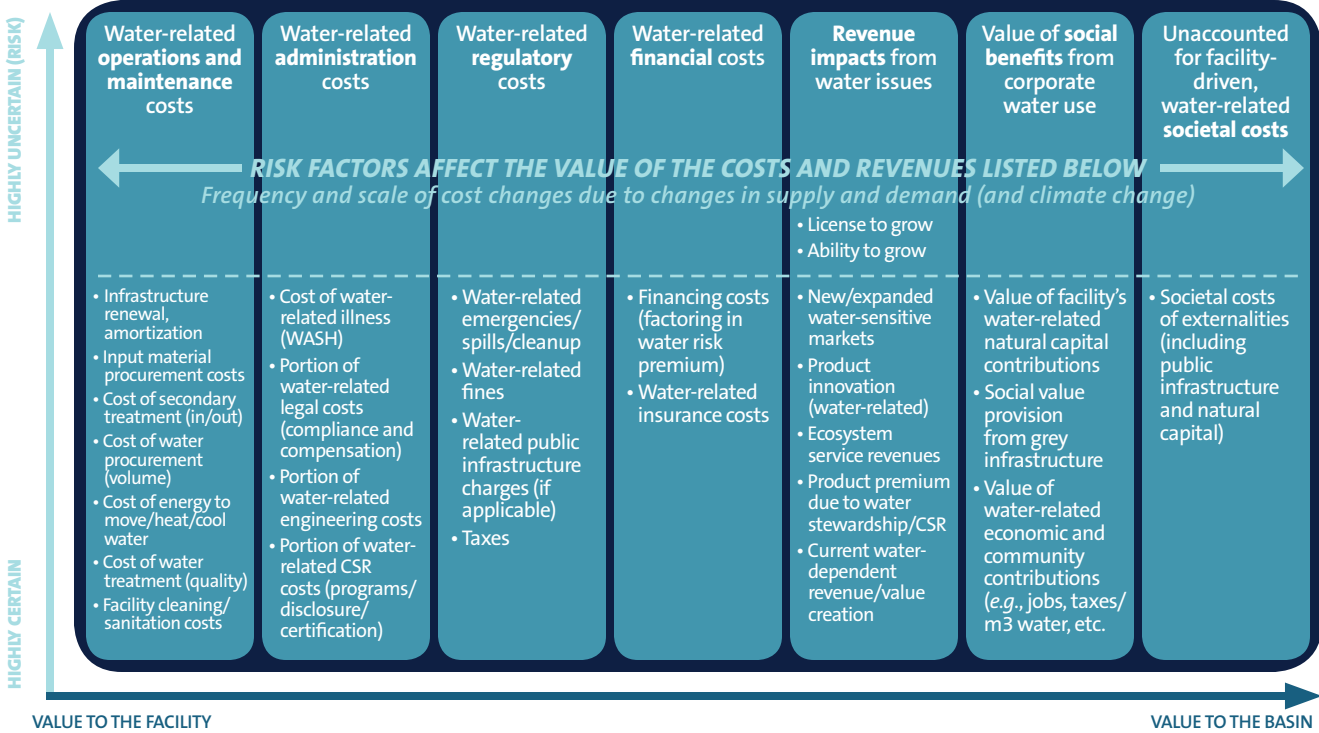 HIGHLY UNCERTAIN (RISK)
HIGHLY CERTAIN
Water-related
operations and
maintenance
costs
Water-related
administration
costs
Water-related
regulatory
costs
Water-related
financial costs
Revenue
impacts from
water issues
Value of social
benefits from
corporate
water use
Unaccounted
for facility-
driven,
water-related
societal costs
RISK FACTORS AFFECT THE VALUE OF THE COSTS AND REVENUES LISTED BELOW
Frequency and scale of cost changes due to changes in supply and demand (and climate change)
• Infrastructure
renewal,
amortization
• Input material
procurement costs
• Cost of secondary
treatment (in/out)
• Cost of water
procurement
(volume)
• Cost of energy to
move/heat/cool
water
• Cost of water
treatment (quality)
• Facility cleaning/
sanitation costs
• Cost of water-
related illness
(WASH)
• Portion of
water-related
legal costs
(compliance and
compensation)
• Portion of
water-related
engineering costs
• Portion of water-
related CSR
costs (programs/
disclosure/
certification)
• Water-related
emergencies/
spills/cleanup
• Water-related
fines
• Water-
related public
infrastructure
charges (if
applicable)
• Taxes
• Financing costs
(factoring in
water risk
premium)
• Water-related
insurance costs
• License to grow
• Ability to grow
• New/expanded
water-sensitive
markets
• Product
innovation
(water-related)
• Ecosystem
service revenues
• Product premium
due to water
stewardship/CSR
• Current water-
dependent
revenue/value
creation
• Value of facility's
water-related
natural capital
contributions
• Social value
provision
from grey
infrastructure
• Value of
water-related
economic and
community
contributions
(e.g., jobs, taxes/
m3 water, etc.
• Societal costs
of externalities
(including
public
infrastructure
and natural
capital)
VALUE TO THE FACILITY
VALUE TO THE BASIN